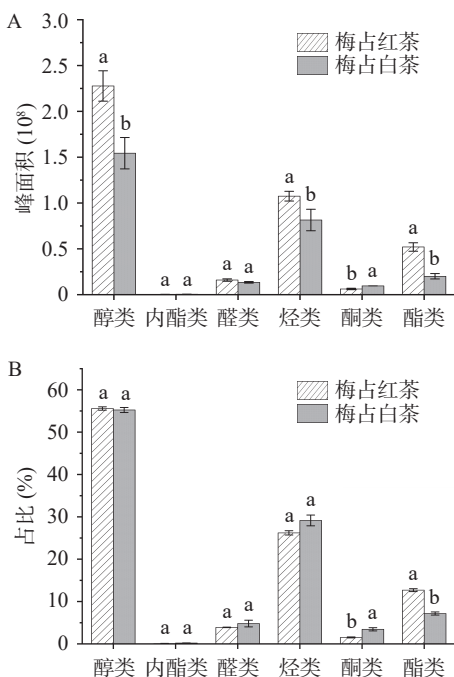 A
3.0
2.5
2.0
1.5
1.0
0.5
0
峰面积 (10⁸)
梅占红茶
梅占白茶
a b
a a
a a
a b
b a
a b
醇类 内酯类 醛类 烃类 酮类 酯类
B
60
50
40
30
20
10
0
占比 (%)
梅占红茶
梅占白茶
a a
a a
a a
a a
b a
a b
醇类 内酯类 醛类 烃类 酮类 酯类